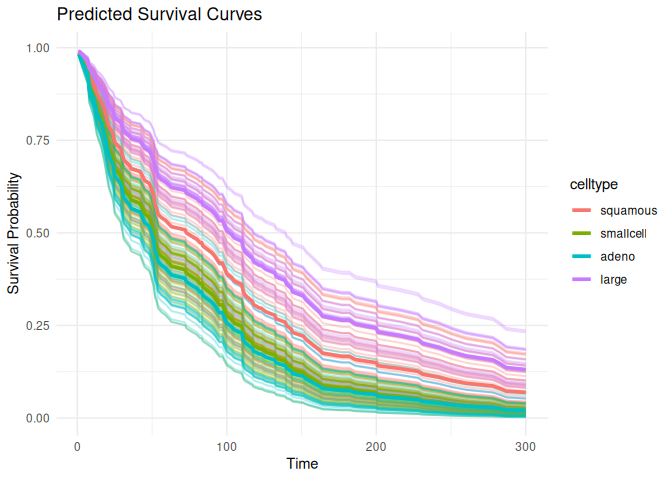 Predicted Survival Curves
1.00
0.75
0.50
0.25
0.00
Survival Probability
0
100
200
300
Time
celltype
squamous
smallcell
adeno
large